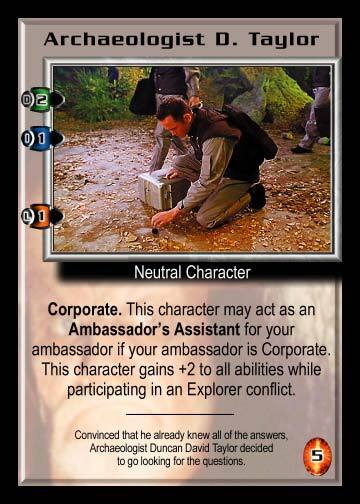 Archaeologist D. Taylor
D 2
I 1
L 1
Neutral Character
Corporate. This character may act as an
Ambassador's Assistant for your
ambassador if your ambassador is Corporate.
This character gains +2 to all abilities while
participating in an Explorer conflict.
Convinced that he already knew all of the answers,
Archaeologist Duncan David Taylor decided
to go looking for the questions.
5